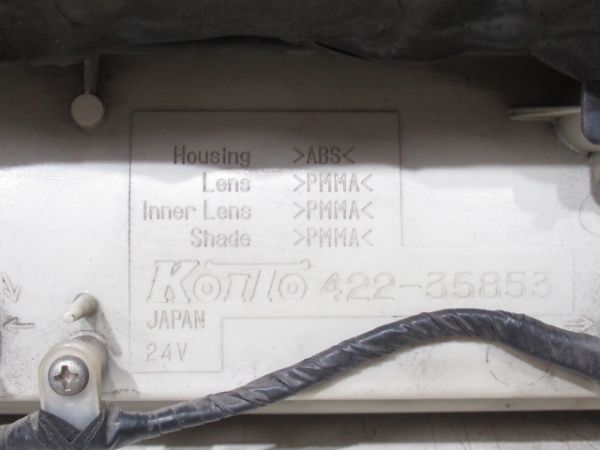 Housing >ABS<
Lens >PMMA<
Inner Lens >PMMA<
Shade >PMMA<
KOITO 422-35853
JAPAN
24V